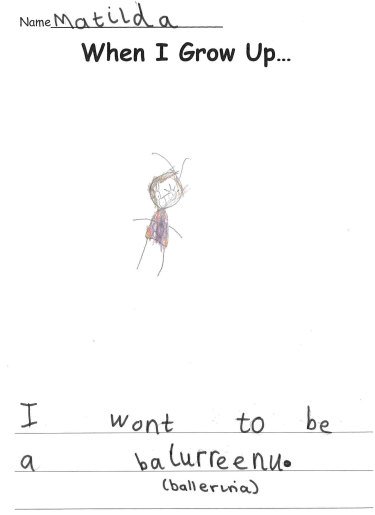 Name Matilda
When I Grow Up...
I wont to be
a balurreenu.
(ballerina)